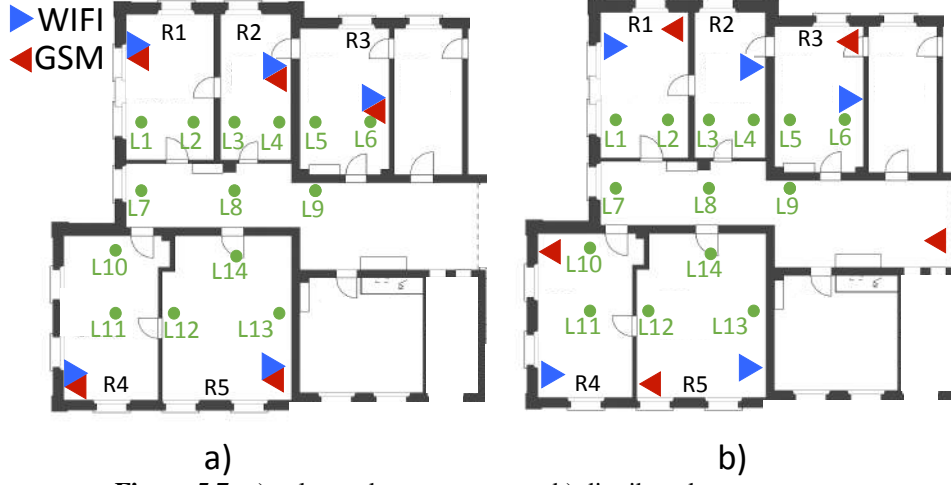 WIFI
GSM
R1 R2 R3
L1 L2 L3 L4 L5 L6
L7 L8 L9
L10 L14
L11 L12 L13
R4 R5
R1 R2 R3
L1 L2 L3 L4 L5 L6
L7 L8 L9
L10 L14
L11 L12 L13
R4 R5
a) b)